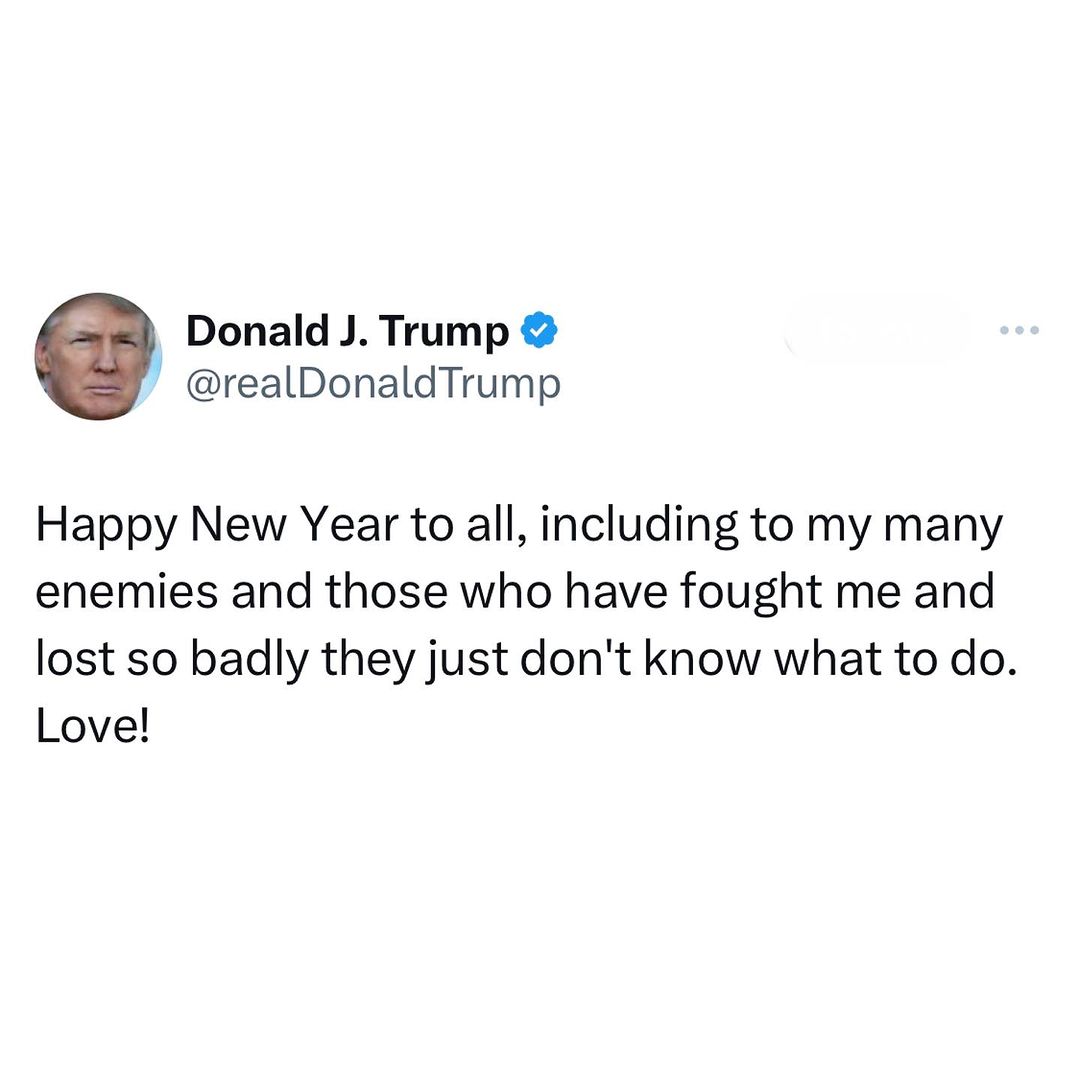 Donald J. Trump
@realDonaldTrump
Happy New Year to all, including to my many
enemies and those who have fought me and
lost so badly they just don't know what to do.
Love!